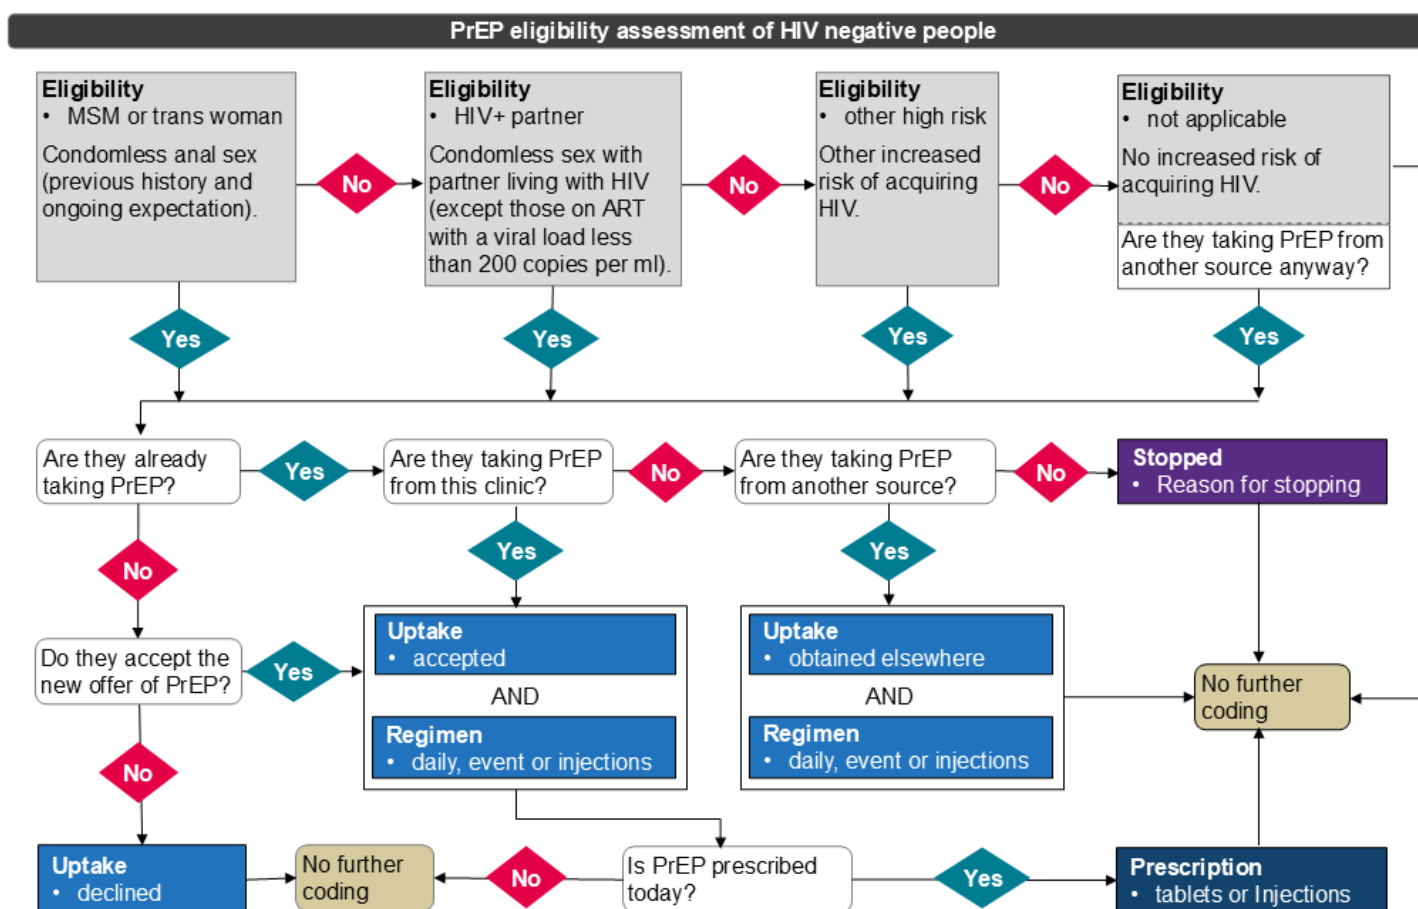 PrEP eligibility assessment of HIV negative people
Eligibility
• MSM or trans woman
Condomless anal sex
(previous history and
ongoing expectation).
No
Eligibility
• HIV+ partner
Condomless sex with
partner living with HIV
(except those on ART
with a viral load less
than 200 copies per ml).
No
Eligibility
• other high risk
Other increased
risk of acquiring
HIV.
No
Eligibility
• not applicable
No increased risk of
acquiring HIV.
Are they taking PrEP from
another source anyway?
Yes
Yes
Yes
Yes
Are they already
taking PrEP?
Yes
Are they taking PrEP
from this clinic?
No
Are they taking PrEP
from another source?
No
Stopped
• Reason for stopping
No
Yes
Yes
Do they accept the
new offer of PrEP?
Yes
Uptake
• accepted
AND
Regimen
• daily, event or injections
Uptake
• obtained elsewhere
AND
Regimen
• daily, event or injections
No further
coding
No
Uptake
• declined
No further
coding
No
Is PrEP prescribed
today?
Yes
Prescription
• tablets or Injections